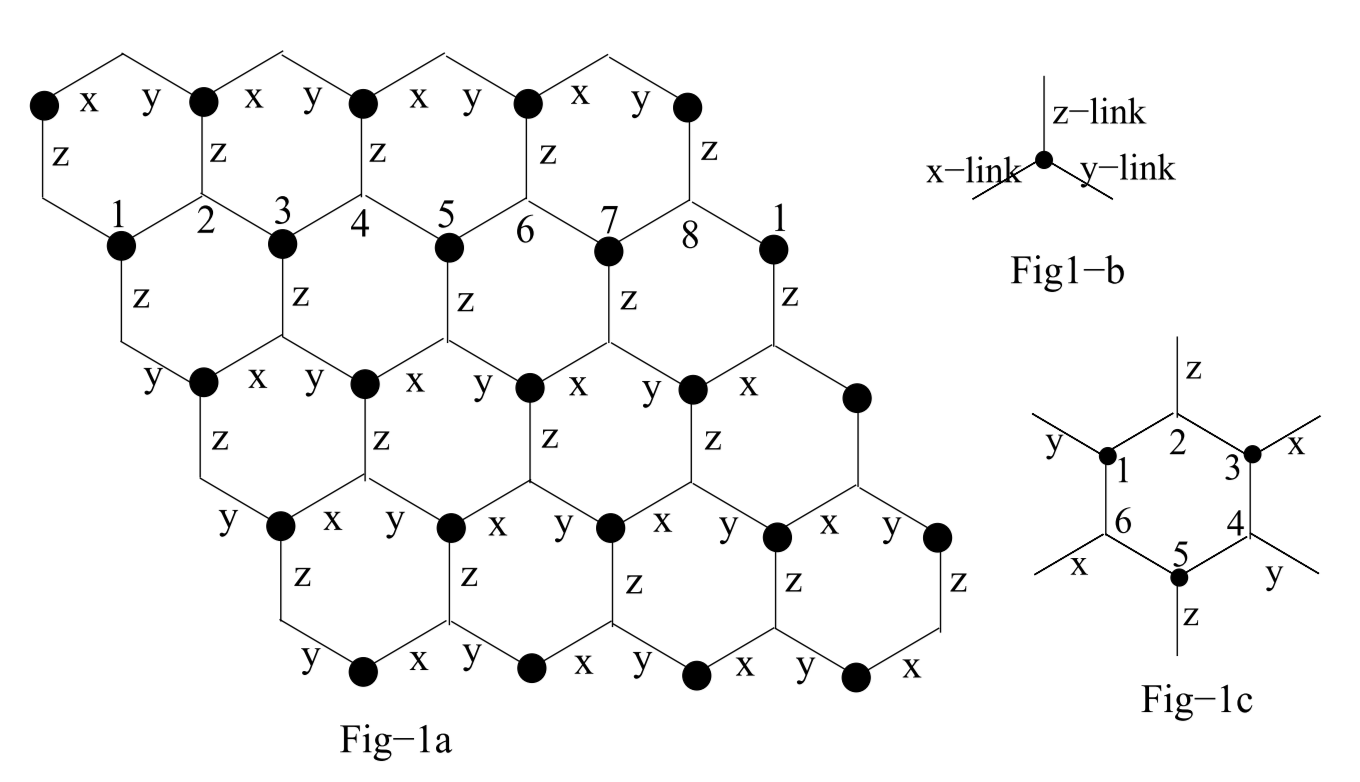 x y x y x y x y
z z z z z
1 2 3 4 5 6 7 8 1
z z z z z
y x y x y x y x
z z z z
y x y x y x y x y
z z z z z
y x y x y x y x
Fig−1a
z−link
x−link y−link
Fig1−b
z
y 1 2 3 x
6 5 4
x z y
Fig−1c